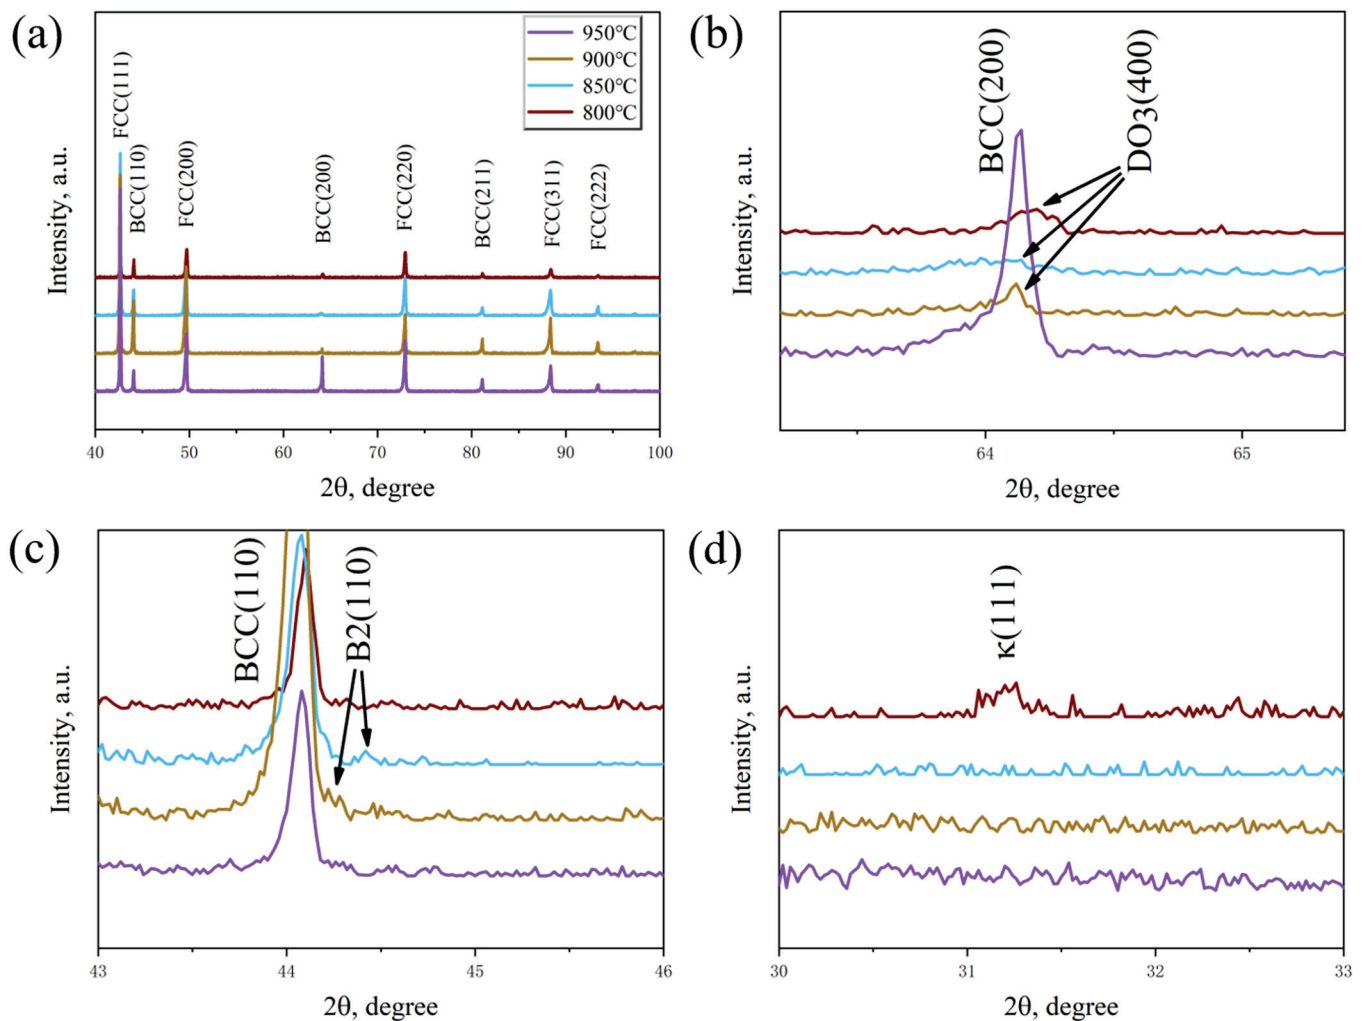 (a)
950℃
900℃
850℃
800℃
FCC(111)
BCC(110)
FCC(200)
BCC(200)
FCC(220)
BCC(211)
FCC(311)
FCC(222)
Intensity, a.u.
40 50 60 70 80 90 100
2θ, degree
(b)
BCC(200)
DO3(400)
Intensity, a.u.
64 65
2θ, degree
(c)
BCC(110)
B2(110)
Intensity, a.u.
43 44 45 46
2θ, degree
(d)
κ(111)
Intensity, a.u.
30 31 32 33
2θ, degree